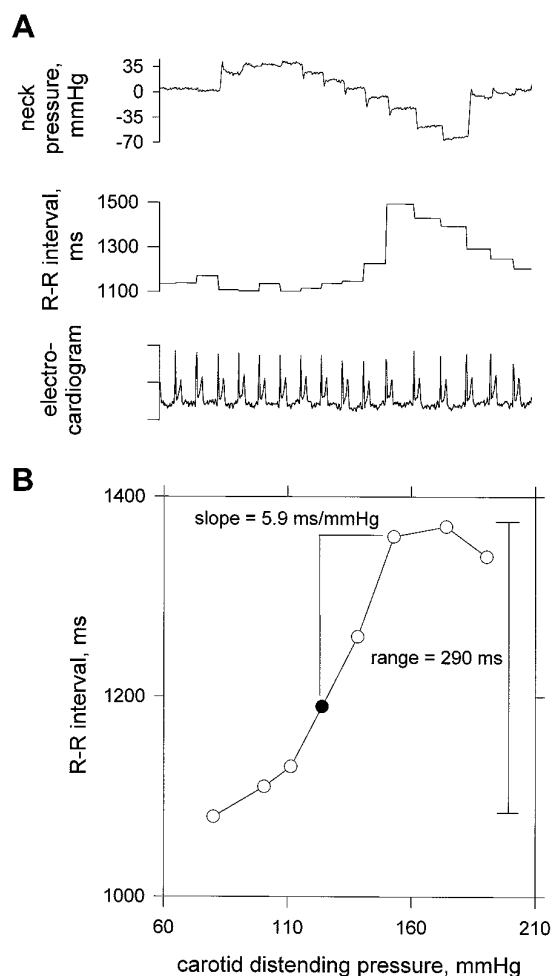 A
neck
pressure,
mmHg
35
0
-35
-70
R-R interval,
ms
1500
1300
1100
electro-
cardiogram
B
R-R interval, ms
1400
1200
1000
slope = 5.9 ms/mmHg
range = 290 ms
60
110
160
210
carotid distending pressure, mmHg